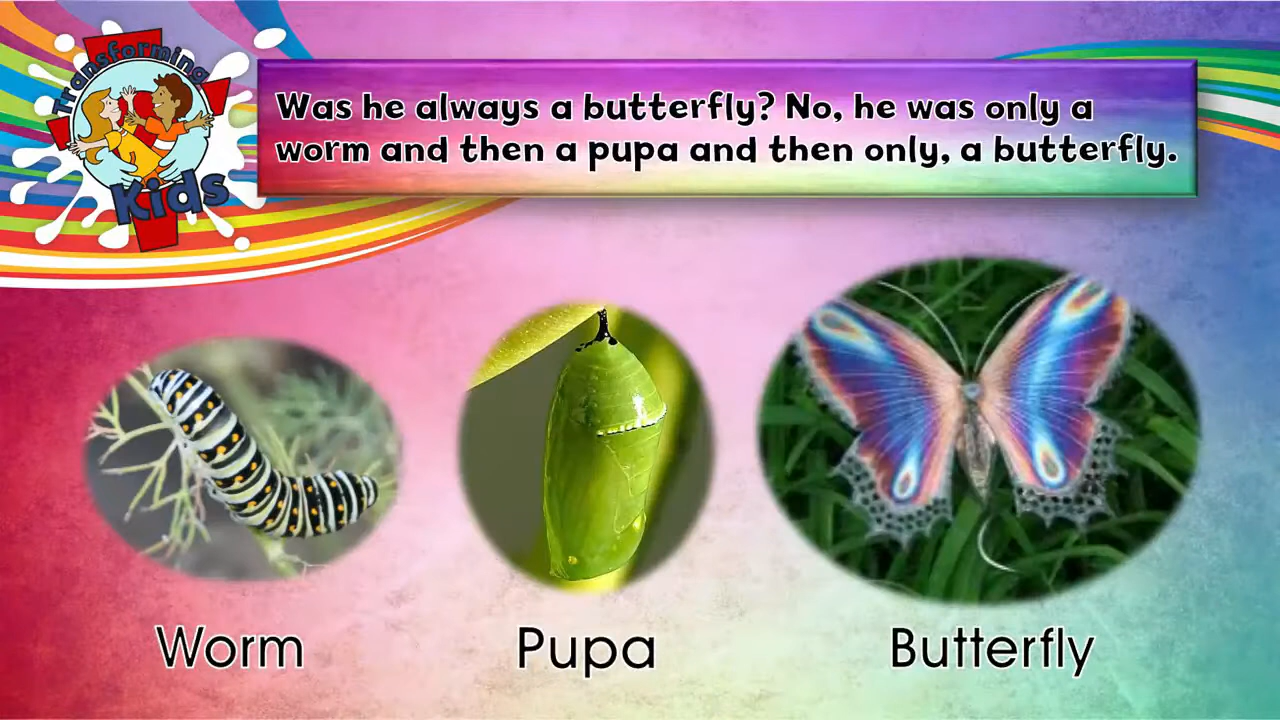 Transforming
Kids
Was he always a butterfly? No, he was only a
worm and then a pupa and then only, a butterfly.
Worm
Pupa
Butterfly